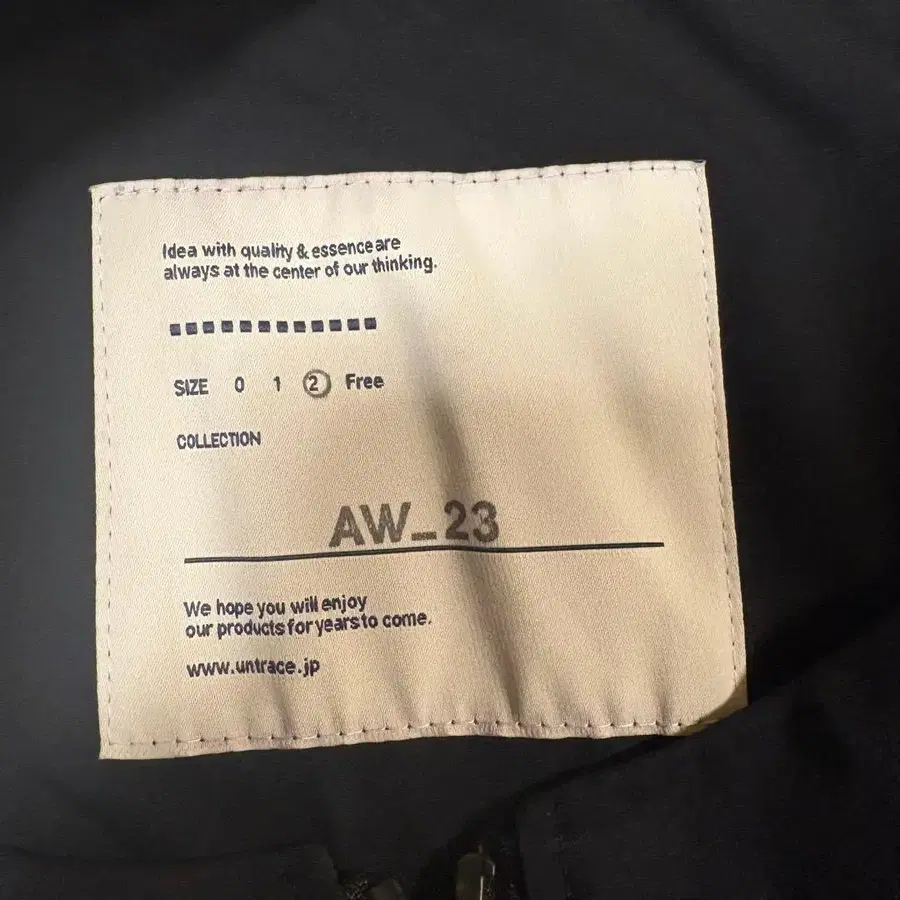 Idea with quality & essence are
always at the center of our thinking.
SIZE 0 1 2 Free
COLLECTION
AW_23
We hope you will enjoy
our products for years to come.
www.untrace.jp